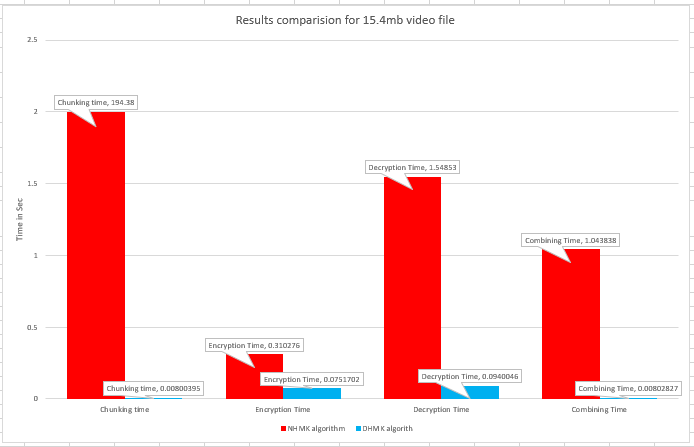 Results comparision for 15.4mb video file
2.5
2
1.5
1
0.5
0
Time in Sec
Chunking time, 194.38
Chunking time, 0.00800395
Encryption Time, 0.310276
Encryption Time, 0.0751702
Decryption Time, 1.54853
Decryption Time, 0.0940046
Combining Time, 1.043838
Combining Time, 0.00802827
Chunking time
Encryption Time
Decryption Time
Combining Time
NHMK algorithm
DHMK algorith